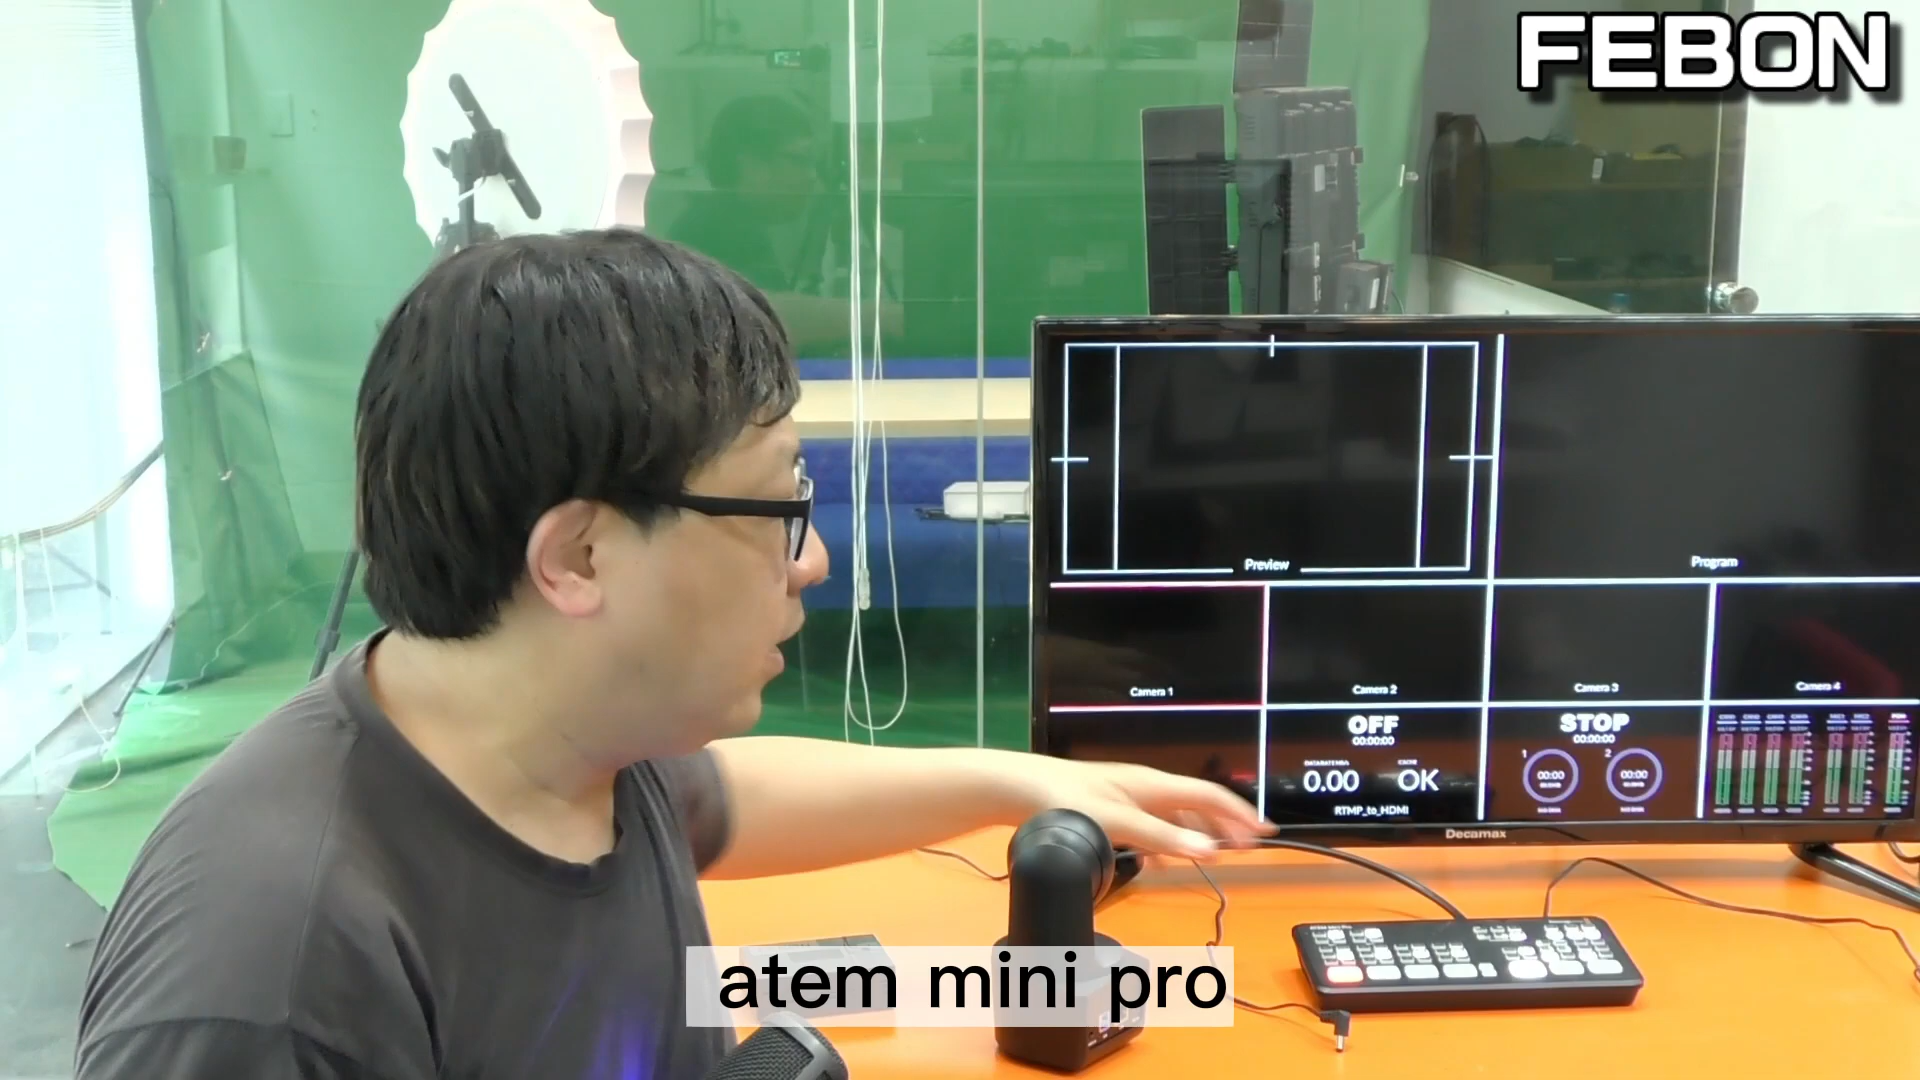 FEBON
Preview
Program
Camera 1
Camera 2
Camera 3
Camera 4
OFF
00:00:00
0.00
CACHE
OK
RTMP_to_HDMI
STOP
00:00:00
1
00:00
2
00:00
Decamax
atem mini pro